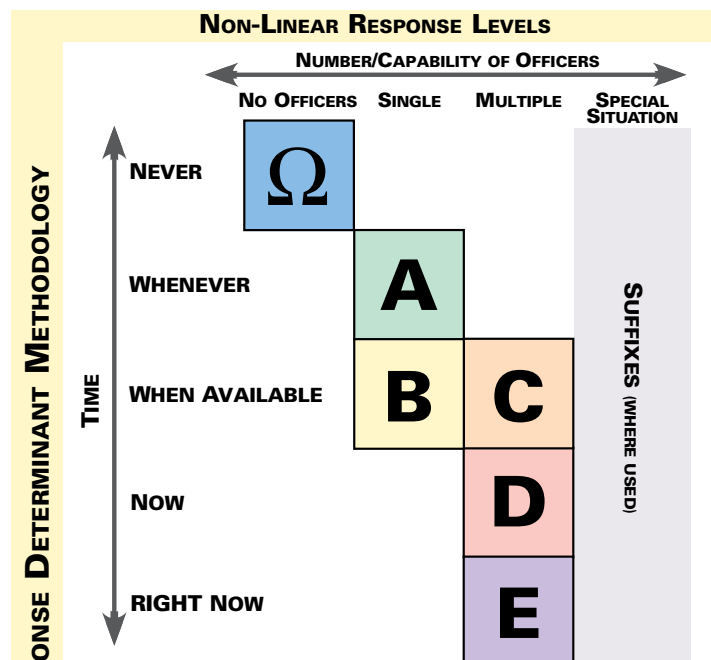 NON-LINEAR RESPONSE LEVELS
NUMBER/CAPABILITY OF OFFICERS
NO OFFICERS SINGLE MULTIPLE SPECIAL
SITUATION
ONSE DETERMINANT METHODOLOGY
TIME
NEVER Ω
WHENEVER A
WHEN AVAILABLE B C
NOW D
RIGHT NOW E
SUFFIXES (WHERE USED)